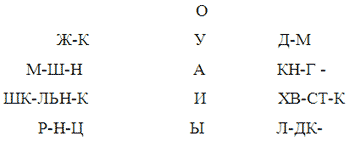 О
Ж-К У Д-М
М-Ш-Н А КН-Г -
ШК-ЛЬН-К И ХВ-СТ-К
Р-Н-Ц Ы Л-ДК-